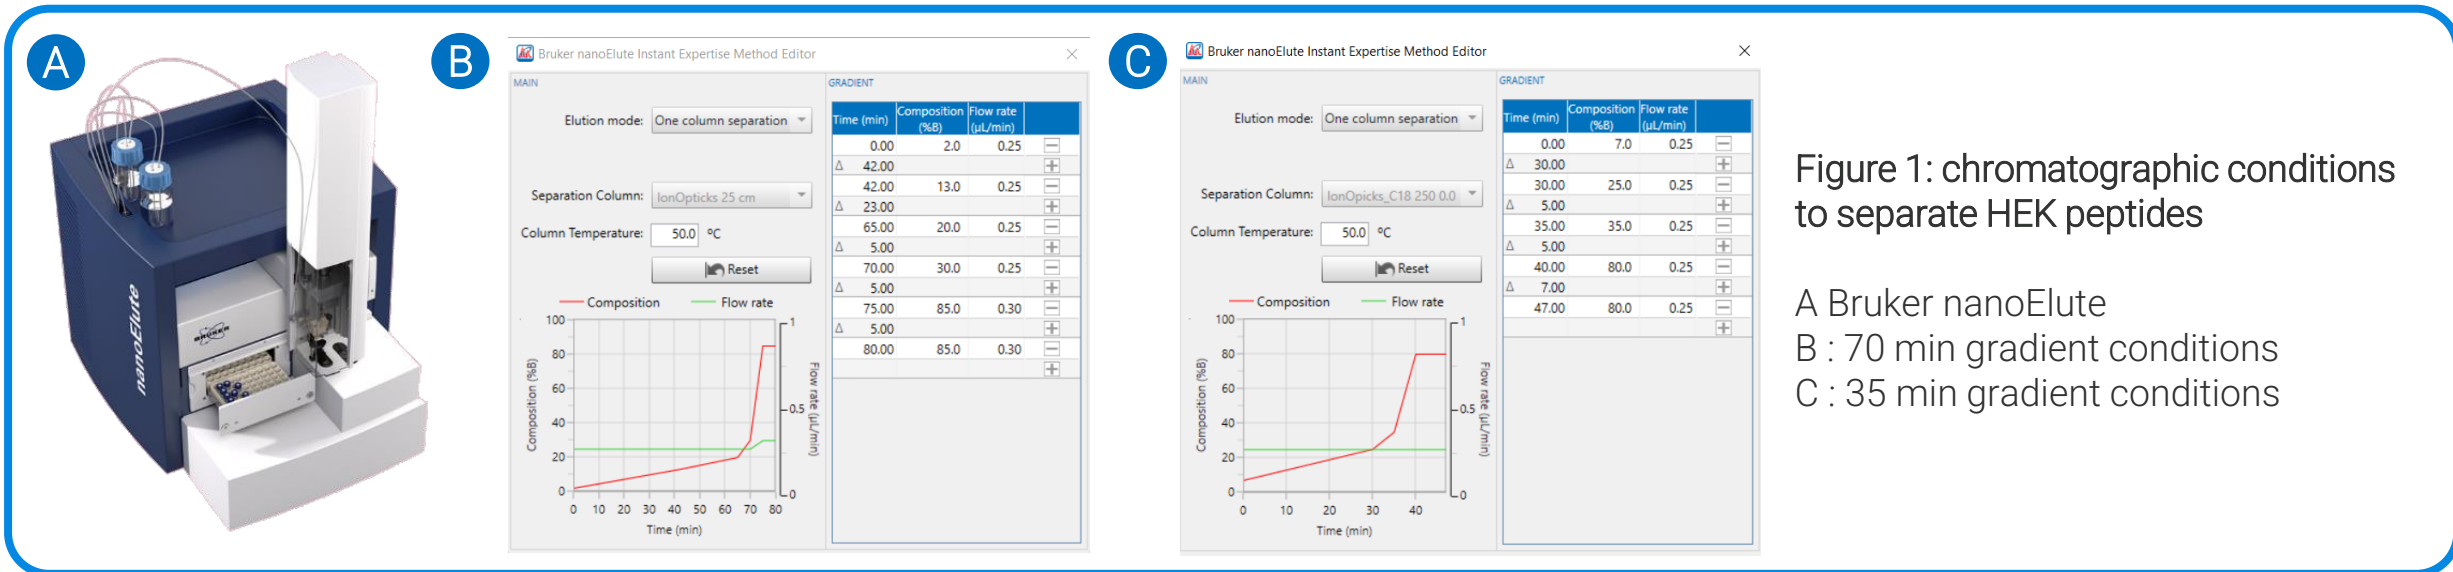 A
nanoElute
BRUKER
B
Bruker nanoElute Instant Expertise Method Editor
MAIN
Elution mode: One column separation
Separation Column: IonOpticks 25 cm
Column Temperature: 50.0 ºC
Reset
Composition Flow rate
100
80
60
40
20
0
Composition (%B)
1
0.5
0
Flow rate (µL/min)
0 10 20 30 40 50 60 70 80
Time (min)
GRADIENT
Time (min) Composition (%B) Flow rate (µL/min)
0.00 2.0 0.25
Δ 42.00
42.00 13.0 0.25
Δ 23.00
65.00 20.0 0.25
Δ 5.00
70.00 30.0 0.25
Δ 5.00
75.00 85.0 0.30
Δ 5.00
80.00 85.0 0.30
C
Bruker nanoElute Instant Expertise Method Editor
MAIN
Elution mode: One column separation
Separation Column: IonOpicks_C18 250 0.0
Column Temperature: 50.0 ºC
Reset
Composition Flow rate
100
80
60
40
20
0
Composition (%B)
1
0.5
0
Flow rate (µL/min)
0 10 20 30 40
Time (min)
GRADIENT
Time (min) Composition (%B) Flow rate (µL/min)
0.00 7.0 0.25
Δ 30.00
30.00 25.0 0.25
Δ 5.00
35.00 35.0 0.25
Δ 5.00
40.00 80.0 0.25
Δ 7.00
47.00 80.0 0.25
Figure 1: chromatographic conditions
to separate HEK peptides
A Bruker nanoElute
B : 70 min gradient conditions
C : 35 min gradient conditions